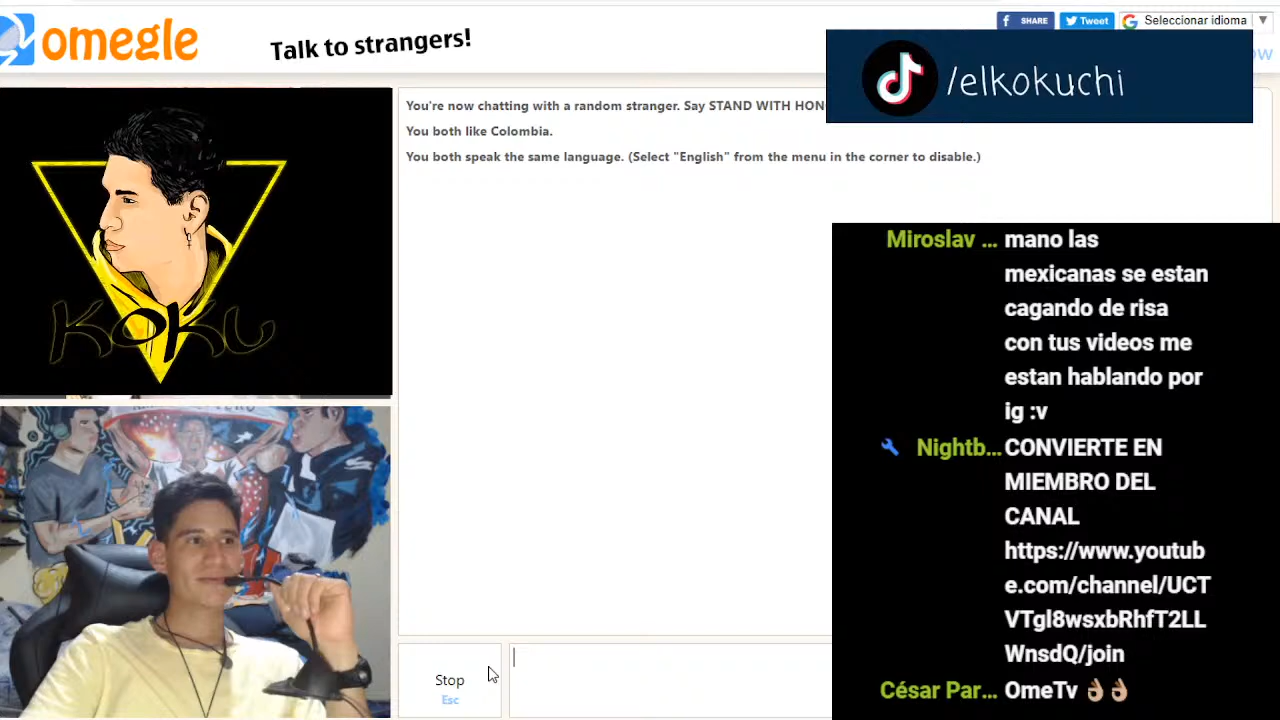 omegle
Talk to strangers!
SHARE
Tweet
Seleccionar idioma
/elkokuchi
You're now chatting with a random stranger. Say STAND WITH HON
You both like Colombia.
You both speak the same language. (Select "English" from the menu in the corner to disable.)
KOKU
Miroslav ... mano las
mexicanas se estan
cagando de risa
con tus videos me
estan hablando por
ig :v
Nightb... CONVIERTE EN
MIEMBRO DEL
CANAL
https://www.youtub
e.com/channel/UCT
VTgl8wsxbRhfT2LL
WnsdQ/join
César Par... OmeTv 👌🏽👌🏽
Stop
Esc